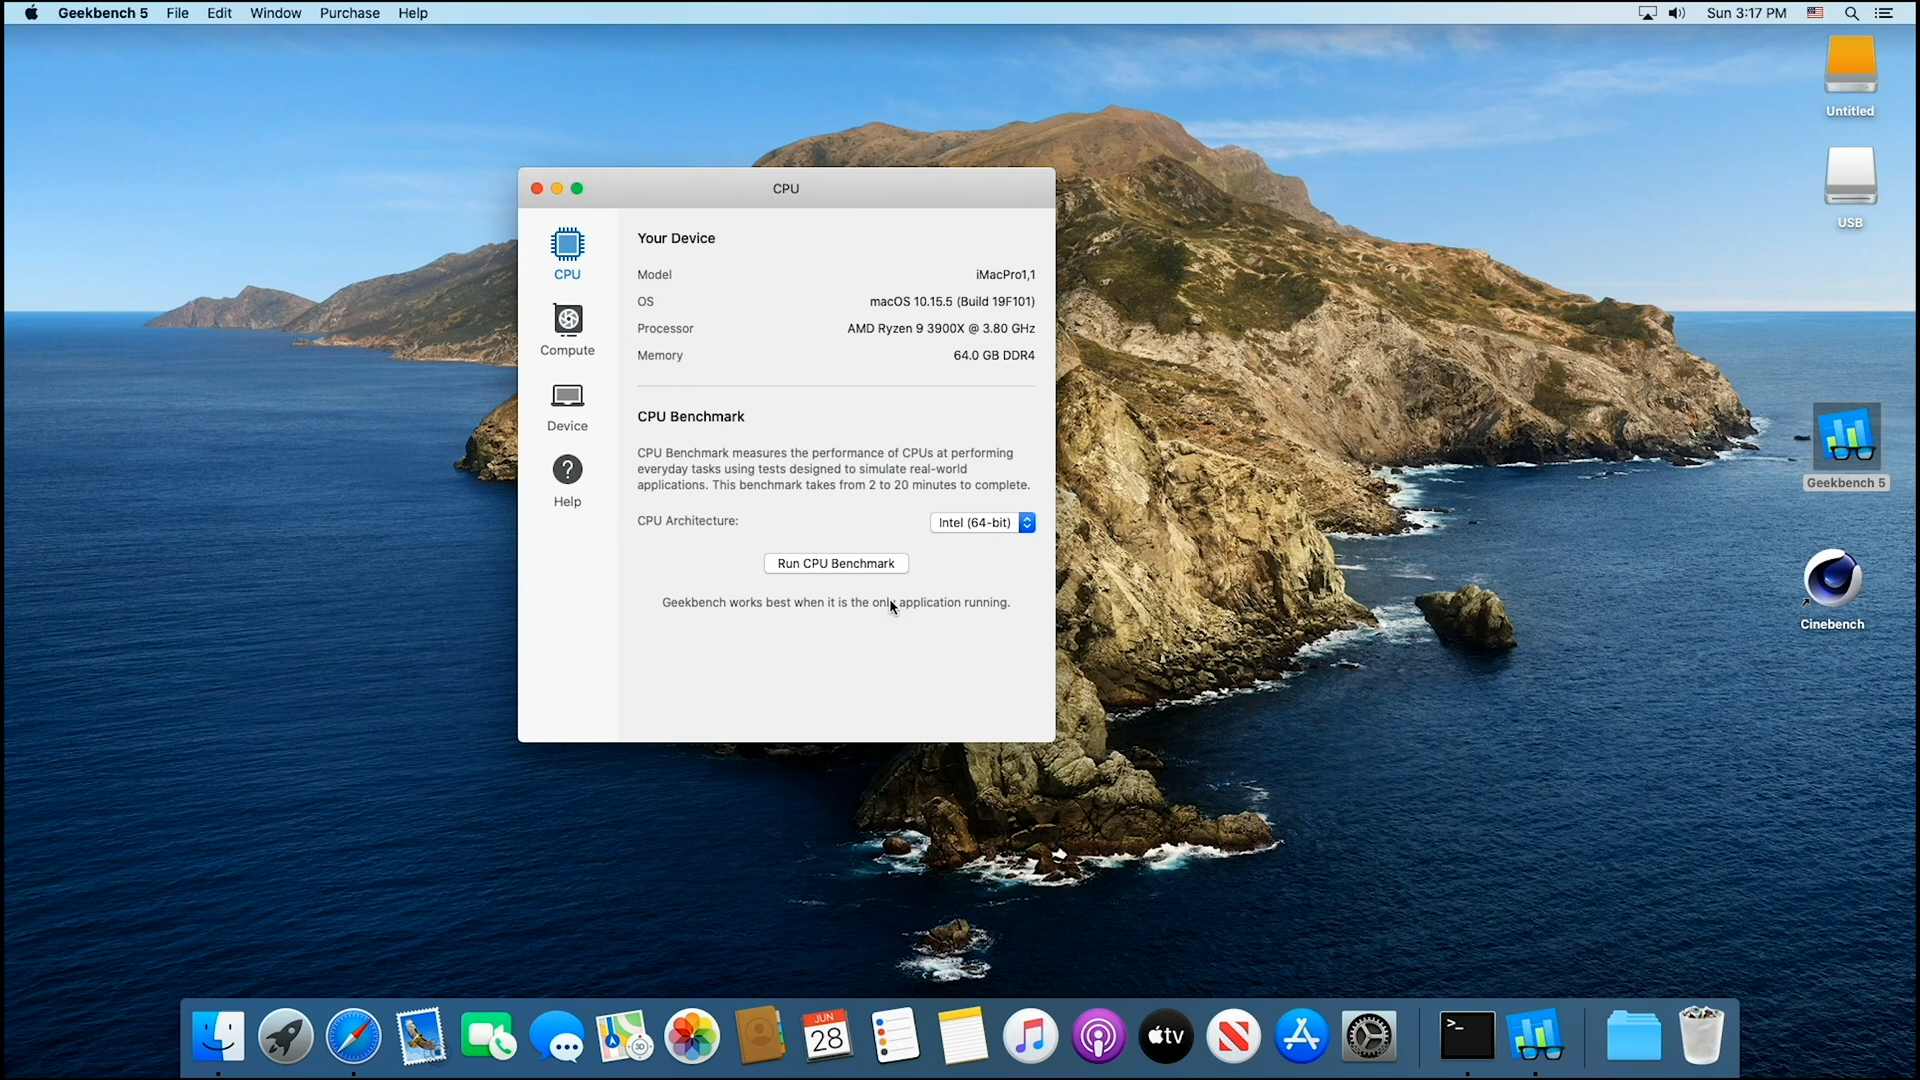 Geekbench 5 File Edit Window Purchase Help
Sun 3:17 PM
Untitled
USB
CPU
Your Device
CPU
Model iMacPro1,1
OS macOS 10.15.5 (Build 19F101)
Processor AMD Ryzen 9 3900X @ 3.80 GHz
Memory 64.0 GB DDR4
Compute
Device
Help
CPU Benchmark
CPU Benchmark measures the performance of CPUs at performing
everyday tasks using tests designed to simulate real-world
applications. This benchmark takes from 2 to 20 minutes to complete.
CPU Architecture: Intel (64-bit)
Run CPU Benchmark
Geekbench works best when it is the only application running.
Geekbench 5
Cinebench
3D
JUN
28
tv
>_